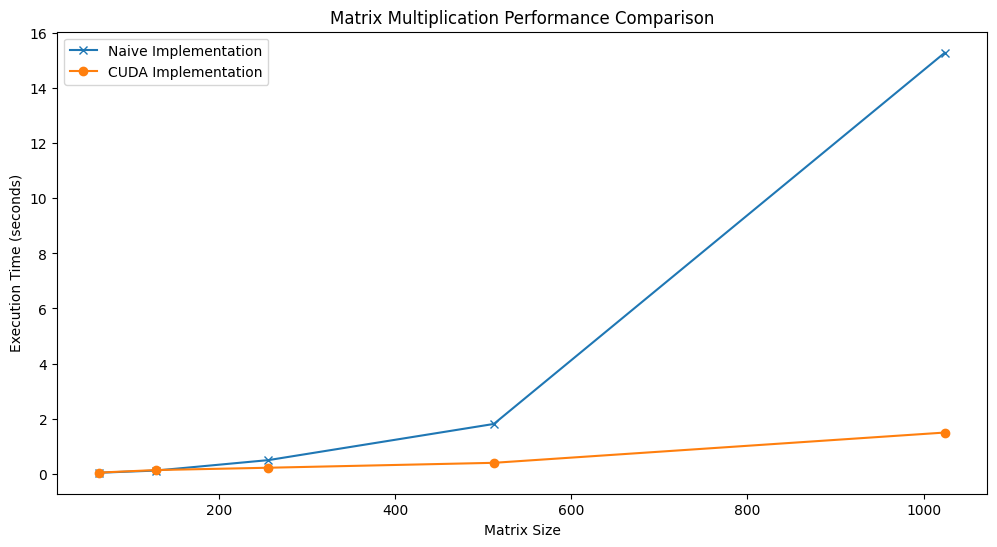 Matrix Multiplication Performance Comparison
Naive Implementation
CUDA Implementation
Execution Time (seconds)
16
14
12
10
8
6
4
2
0
200
400
600
800
1000
Matrix Size